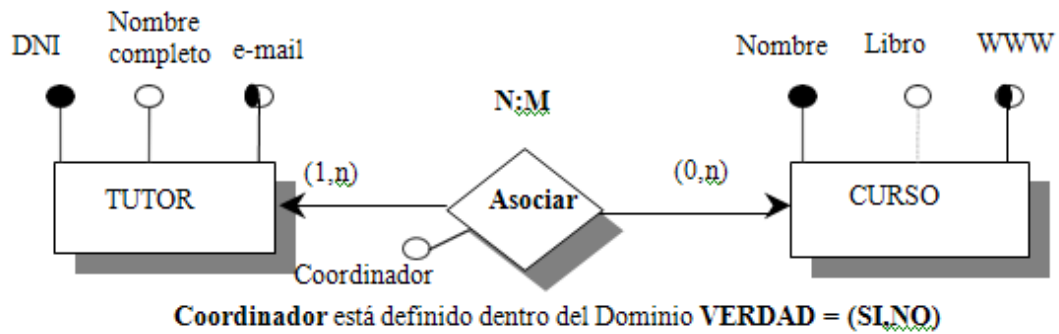 DNI
Nombre
completo
e-mail
Nombre
Libro
WWW
N:M
(1,n)
(0,n)
TUTOR
Asociar
CURSO
Coordinador
Coordinador está definido dentro del Dominio VERDAD = (SI,NO)